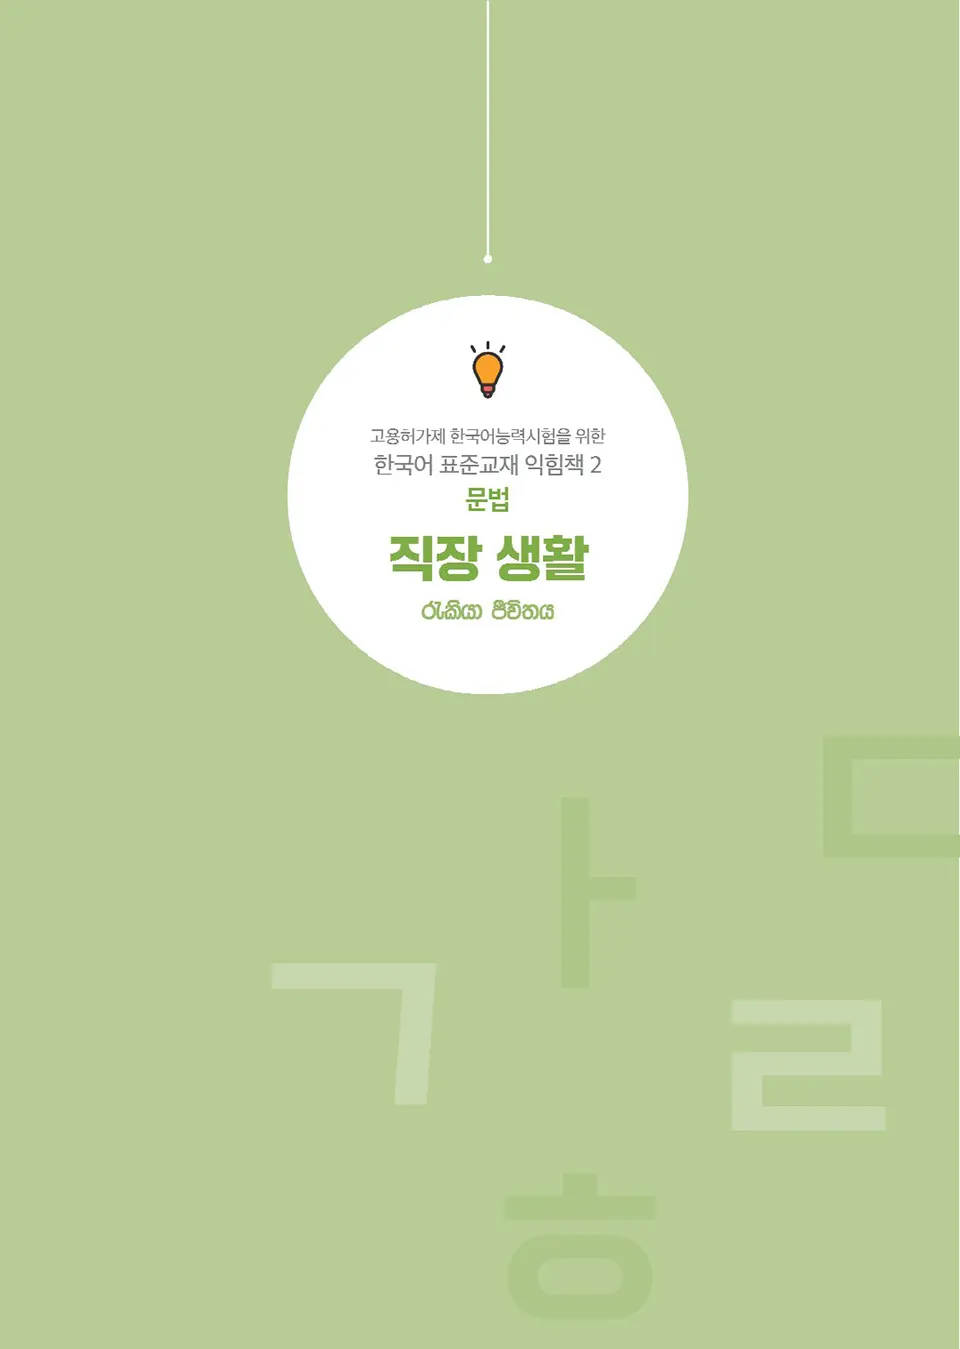 고용허가제 한국어능력시험을 위한
한국어 표준교재 익힘책 2
문법
직장 생활
රැකියා ජීවිතය
ㅁ
ㅏ
ㄱ
ㄹ
ㅎ